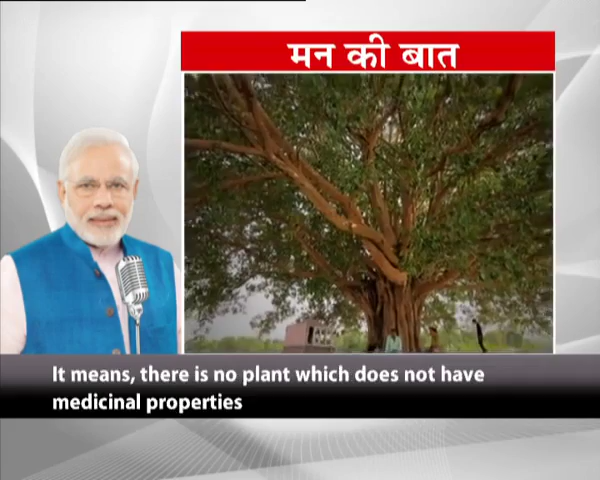 मन की बात
It means, there is no plant which does not have
medicinal properties